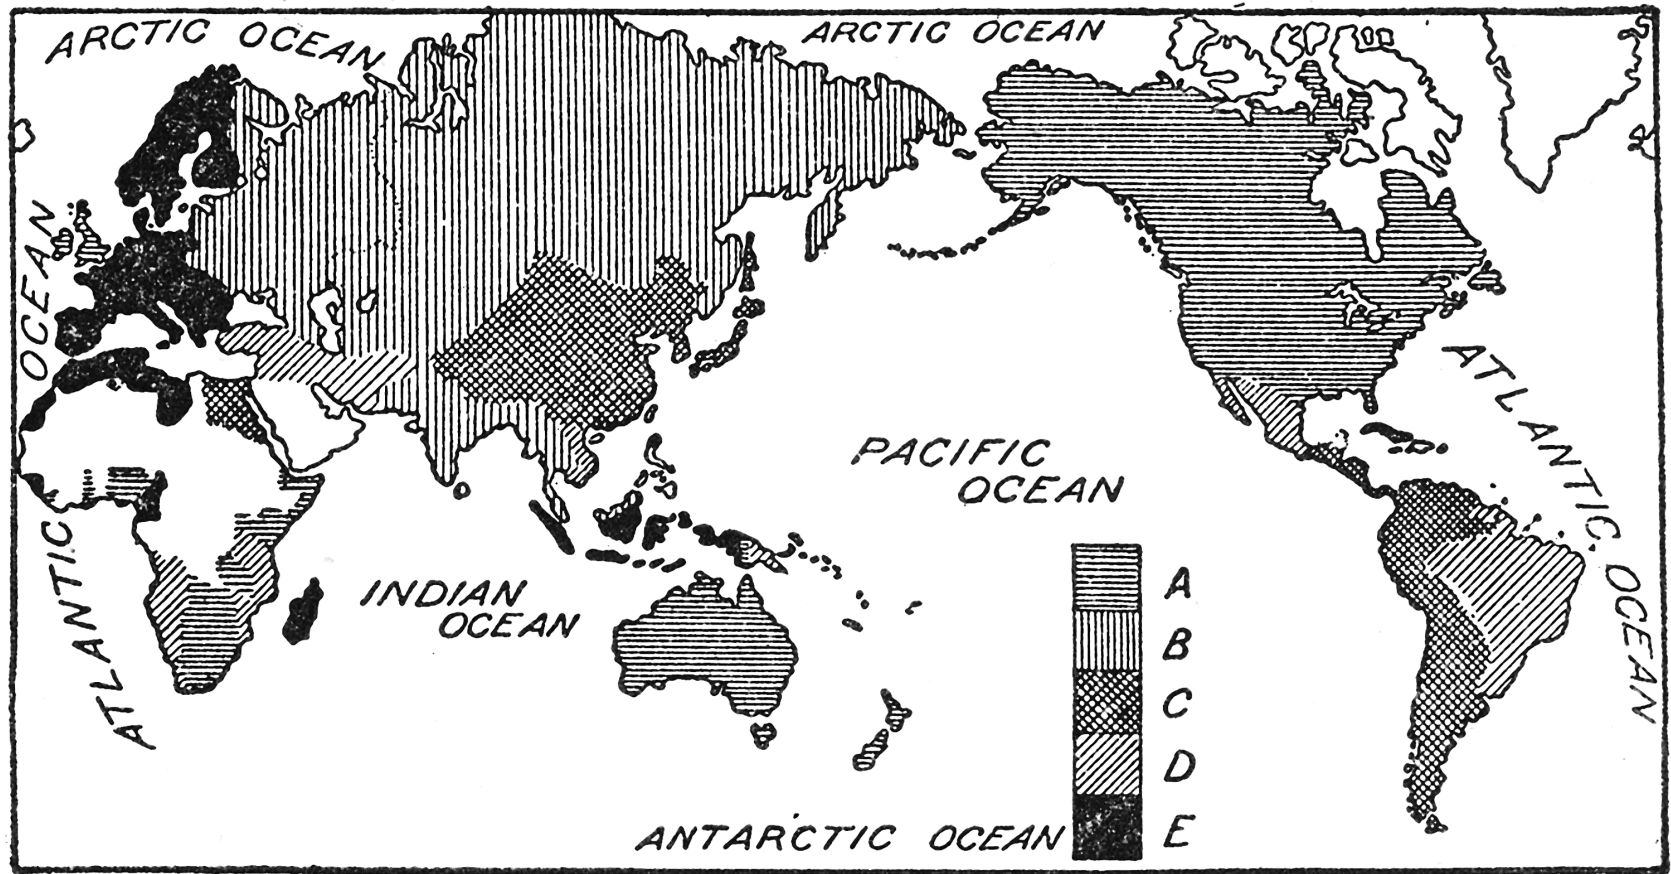 ARCTIC OCEAN
ARCTIC OCEAN
OCEAN
ATLANTIC
ATLANTIC OCEAN
PACIFIC
OCEAN
INDIAN
OCEAN
A
B
C
D
E
ANTARCTIC OCEAN